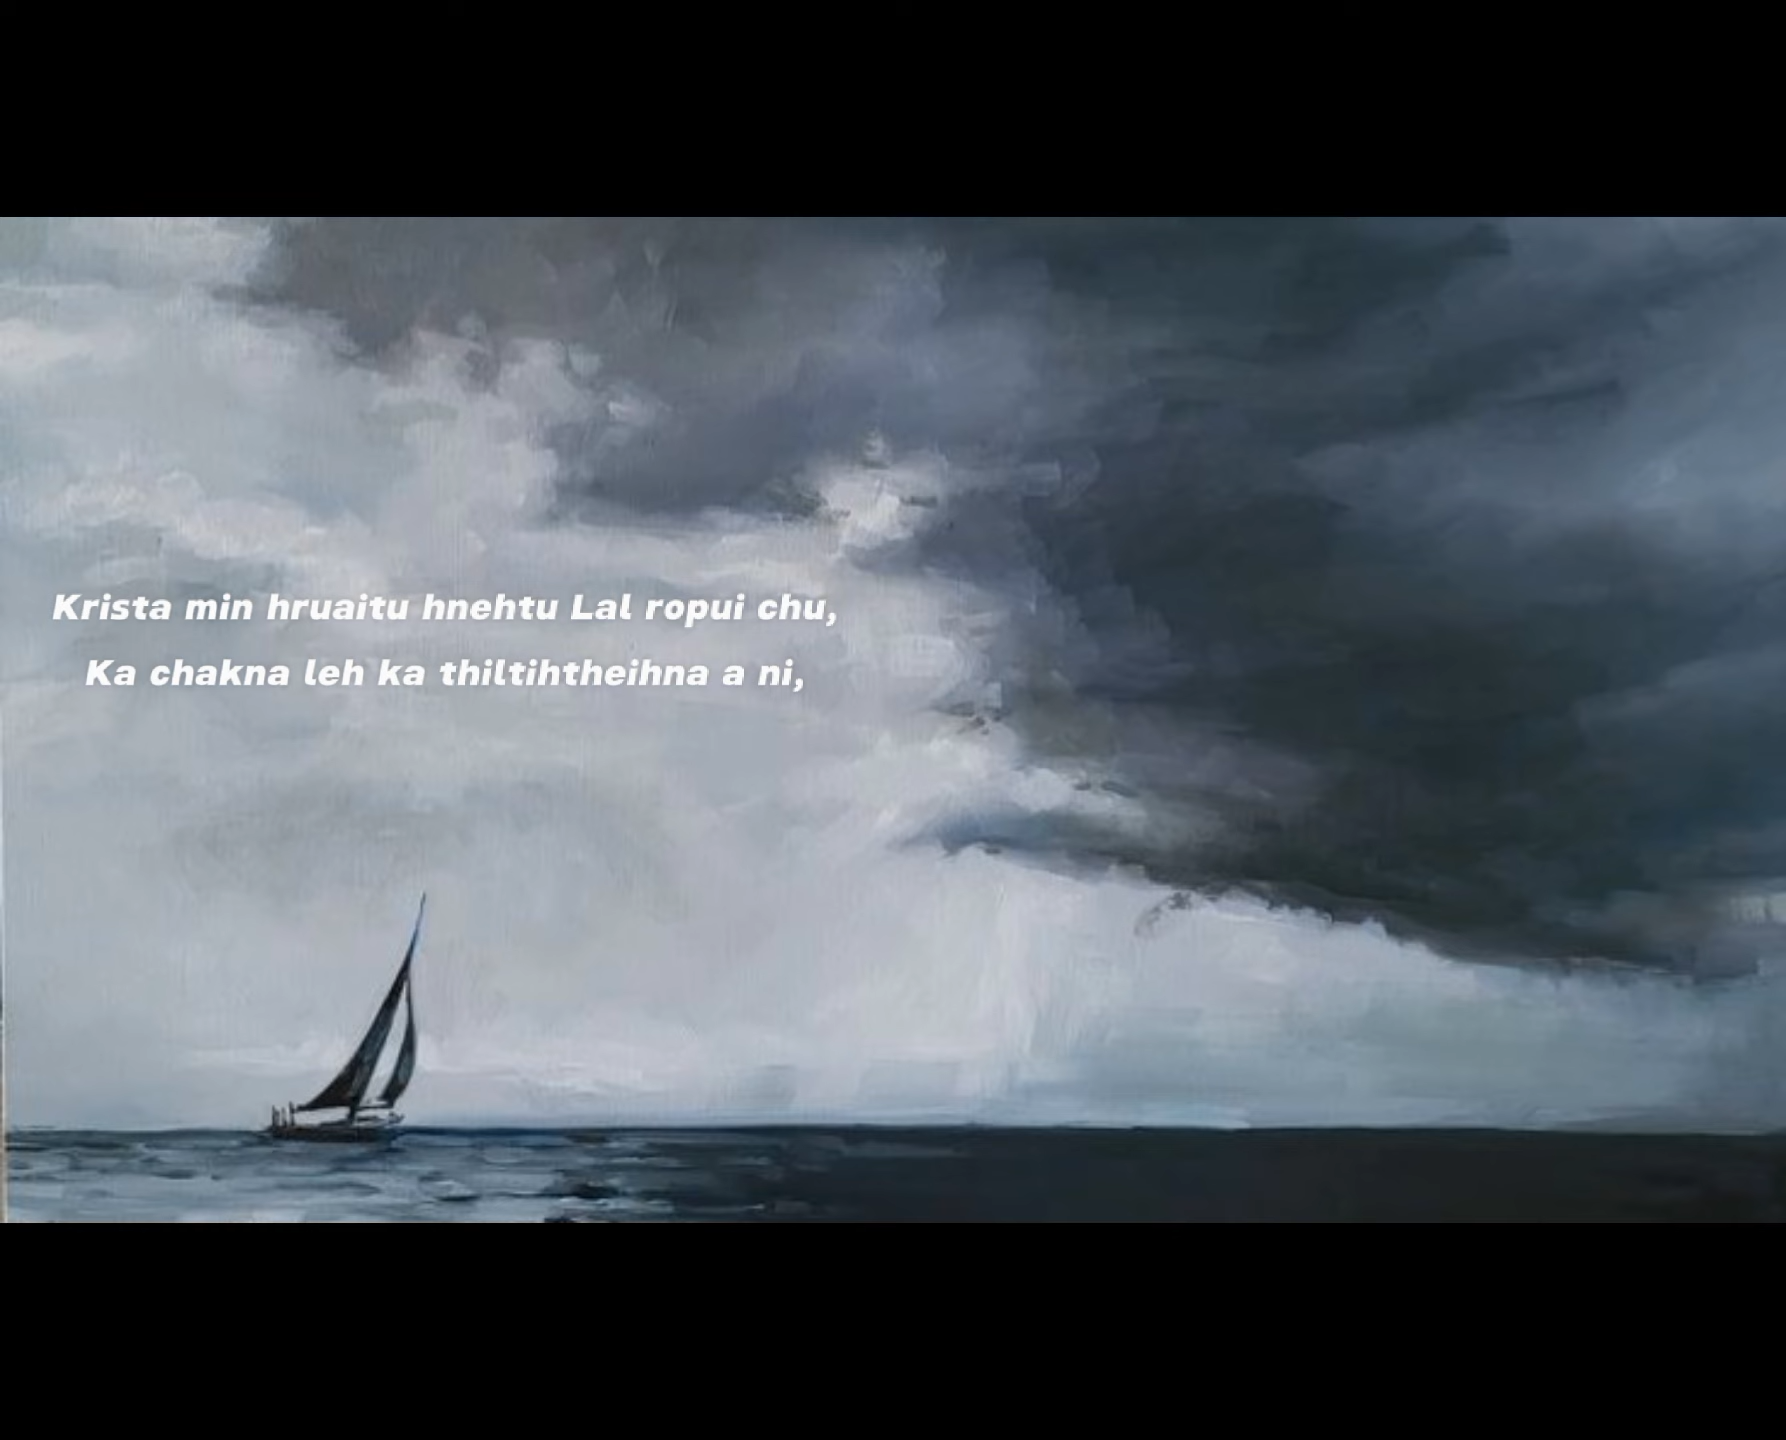 Krista min hruaitu hnehtu Lal ropui chu,
Ka chakna leh ka thiltihtheihna a ni,